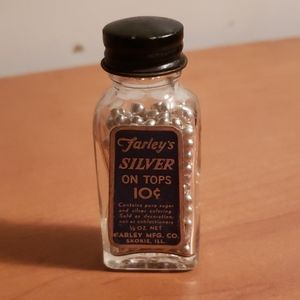 Farley's
SILVER
ON TOPS
10¢
Contains pure sugar
and silver coloring
Sold as decoration,
not as confectioners
½ OZ. NET
FARLEY MFG. CO.
SKOKIE, ILL.